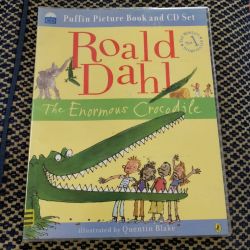 Puffin Picture Book and CD Set
Roald
Dahl
The Enormous Crocodile
Illustrated by Quentin Blake